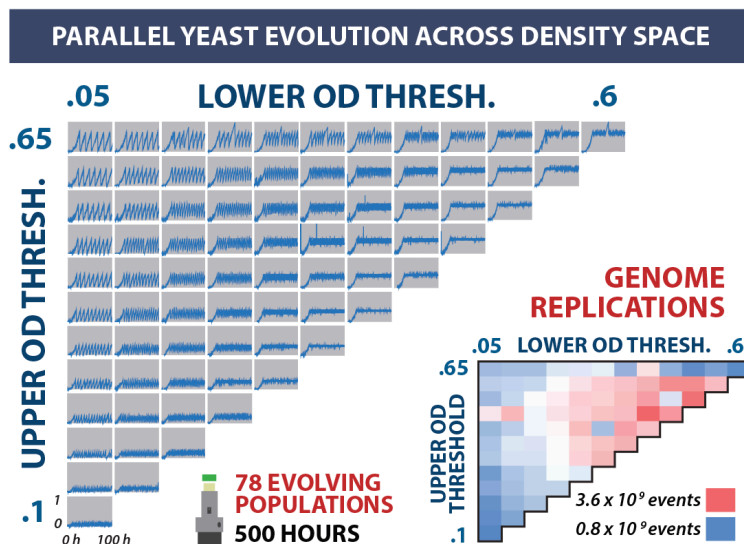 PARALLEL YEAST EVOLUTION ACROSS DENSITY SPACE
.05 LOWER OD THRESH. .6
.65
UPPER OD THRESH.
.1
1
0
0 h 100 h
78 EVOLVING
POPULATIONS
500 HOURS
GENOME
REPLICATIONS
.05 LOWER OD THRESH. .6
.65
UPPER OD
THRESHOLD
.1
3.6 x 10⁹ events
0.8 x 10⁹ events